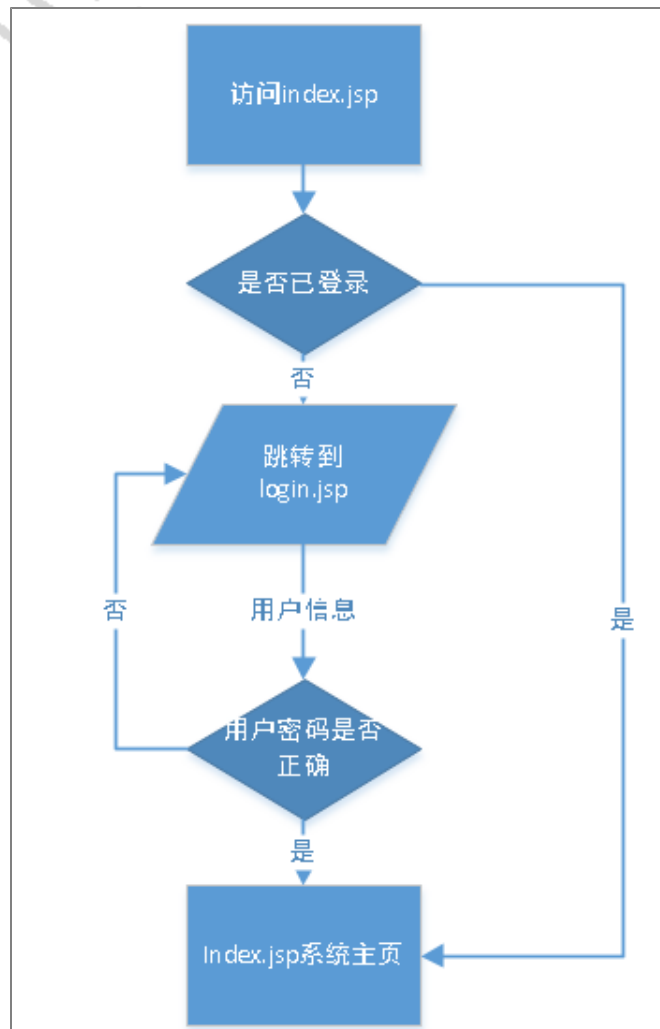 访问index.jsp
是否已登录
否
跳转到
login.jsp
否
用户信息
是
用户密码是否
正确
是
Index.jsp系统主页